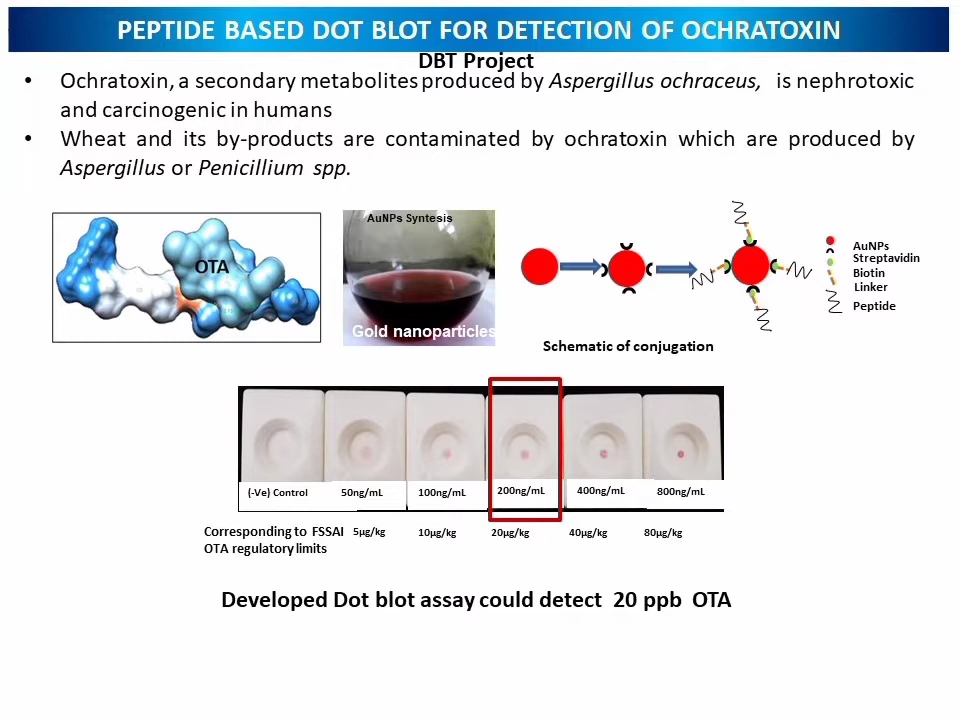 PEPTIDE BASED DOT BLOT FOR DETECTION OF OCHRATOXIN
DBT Project
• Ochratoxin, a secondary metabolites produced by Aspergillus ochraceus, is nephrotoxic
and carcinogenic in humans
• Wheat and its by-products are contaminated by ochratoxin which are produced by
Aspergillus or Penicillium spp.
OTA
AuNPs Syntesis
Gold nanoparticles
AuNPs
Streptavidin
Biotin
Linker
Peptide
Schematic of conjugation
(-Ve) Control 50ng/mL 100ng/mL 200ng/mL 400ng/mL 800ng/mL
Corresponding to FSSAI 5µg/kg 10µg/kg 20µg/kg 40µg/kg 80µg/kg
OTA regulatory limits
Developed Dot blot assay could detect 20 ppb OTA